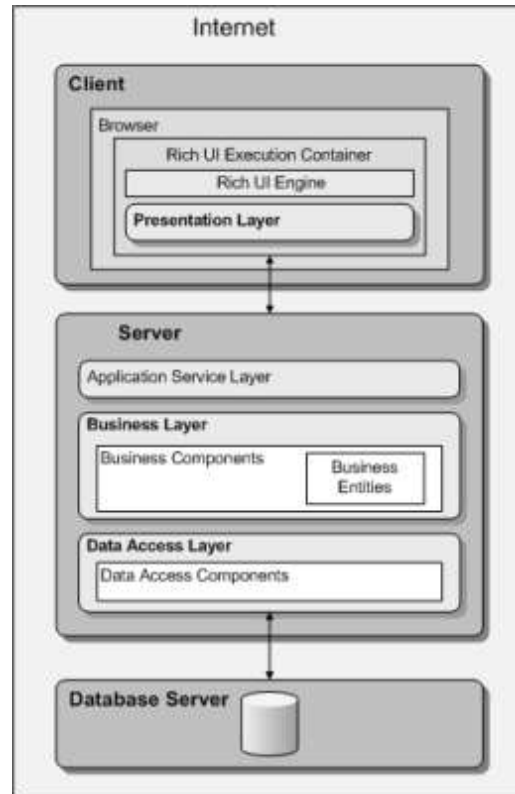 Internet
Client
Browser
Rich UI Execution Container
Rich UI Engine
Presentation Layer
Server
Application Service Layer
Business Layer
Business Components
Business
Entities
Data Access Layer
Data Access Components
Database Server